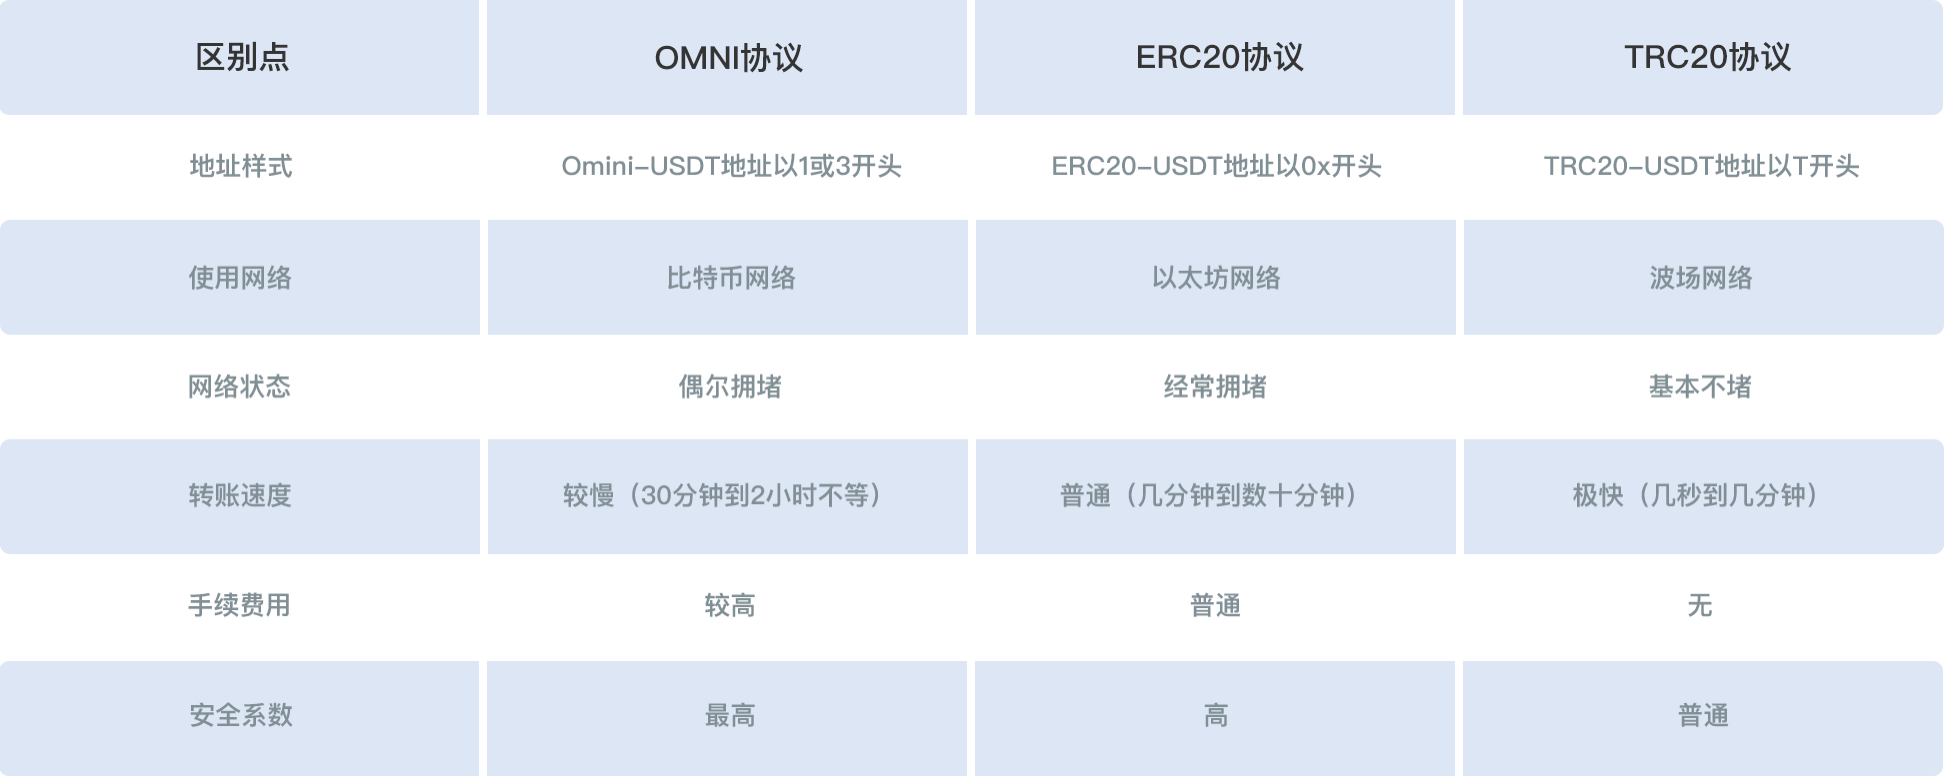 区别点 OMNI协议 ERC20协议 TRC20协议
地址样式 Omini-USDT地址以1或3开头 ERC20-USDT地址以0x开头 TRC20-USDT地址以T开头
使用网络 比特币网络 以太坊网络 波场网络
网络状态 偶尔拥堵 经常拥堵 基本不堵
转账速度 较慢（30分钟到2小时不等） 普通（几分钟到数十分钟） 极快（几秒到几分钟）
手续费用 较高 普通 无
安全系数 最高 高 普通